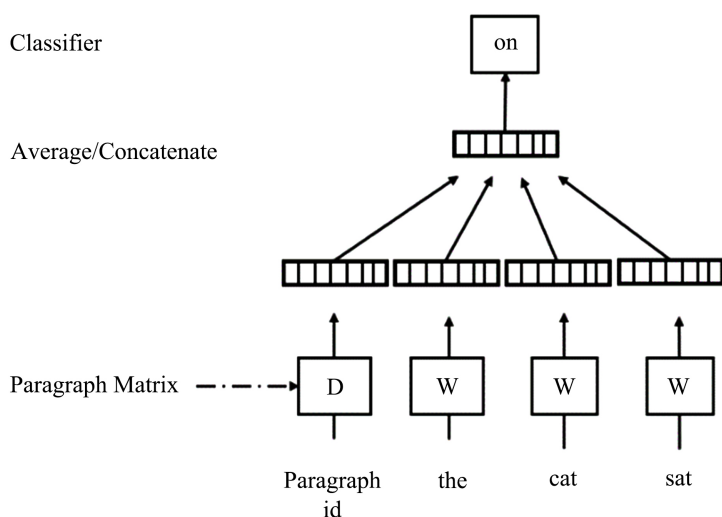 Classifier
on
Average/Concatenate
Paragraph Matrix
D
W
W
W
Paragraph
id
the
cat
sat